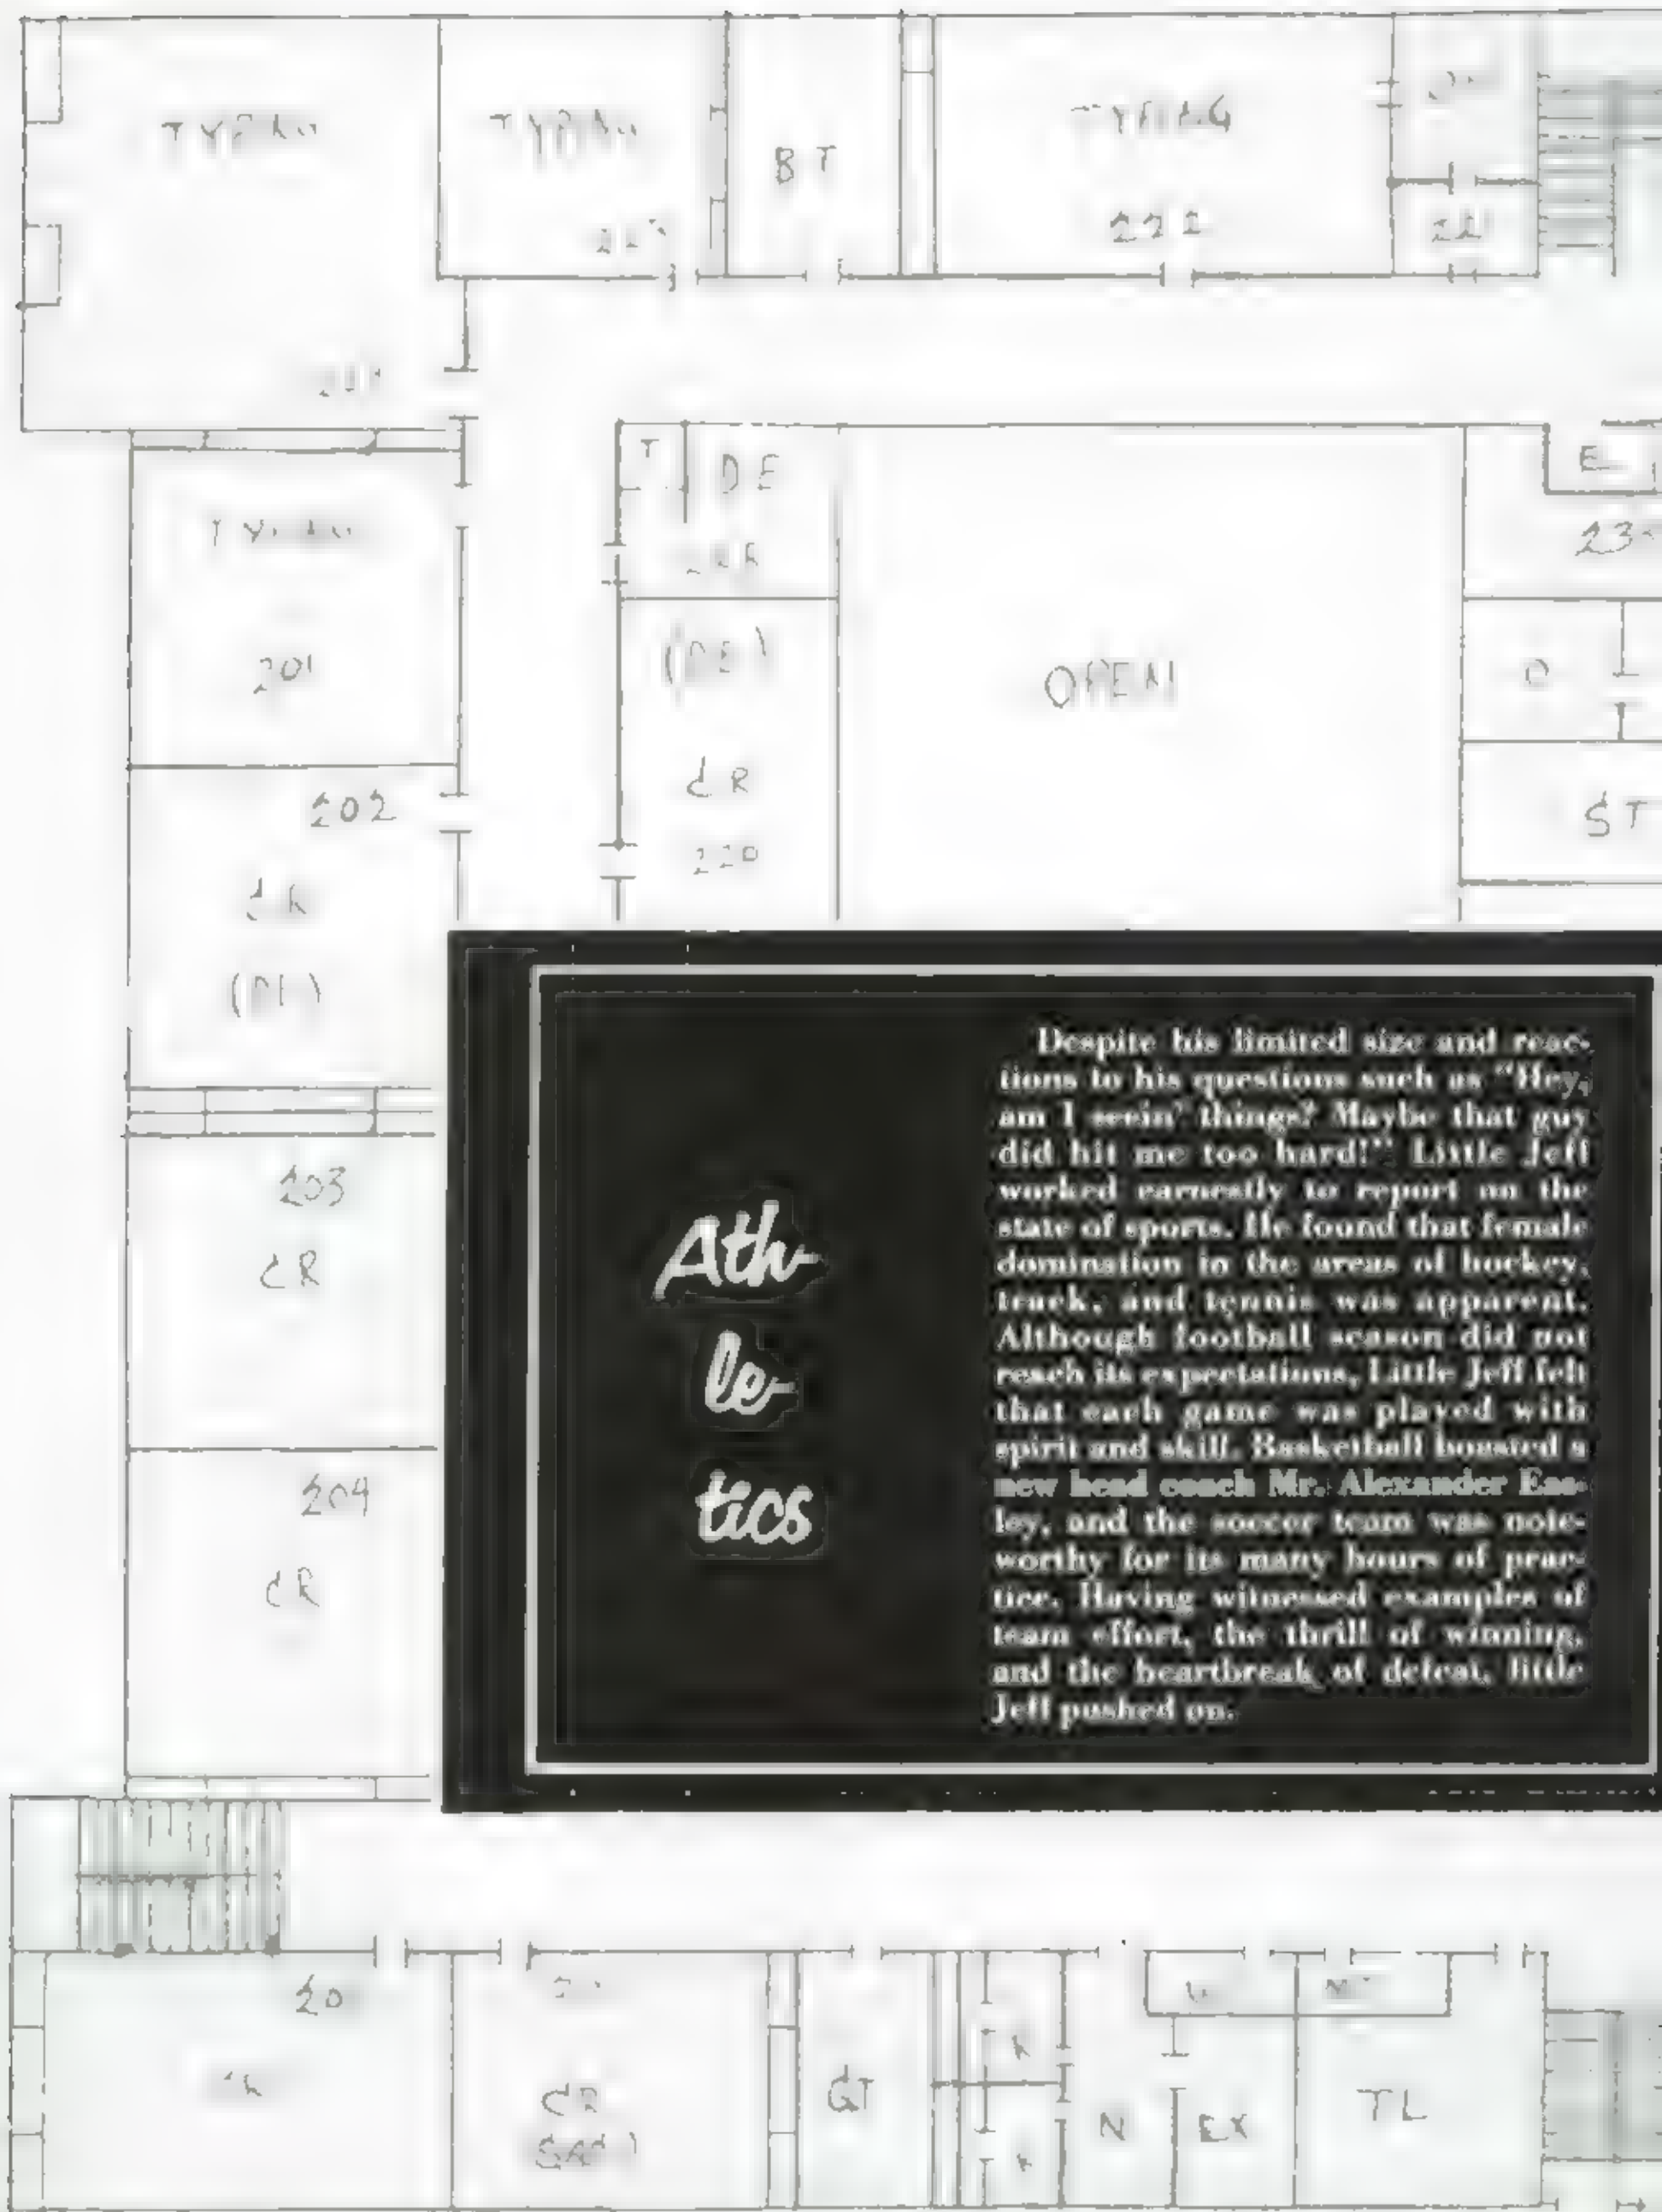 BT
TYPING
222
T
DE
E
OPEN
CR
220
201
202
ST
203
CR
204
CR
Ath-
le-
tics
Despite his limited size and reac-
tions to his questions such as "Hey,
am I seein' things? Maybe that guy
did hit me too hard!" Little Jeff
worked earnestly to report on the
state of sports. He found that female
domination in the areas of hockey,
track, and tennis was apparent.
Although football season did not
reach its expectations, Little Jeff felt
that each game was played with
spirit and skill. Basketball boasted a
new head coach Mr. Alexander Eas-
ley, and the soccer team was note-
worthy for its many hours of prac-
tice. Having witnessed examples of
team effort, the thrill of winning,
and the heartbreak of defeat, little
Jeff pushed on.
20
CR
GT
N
EX
TL